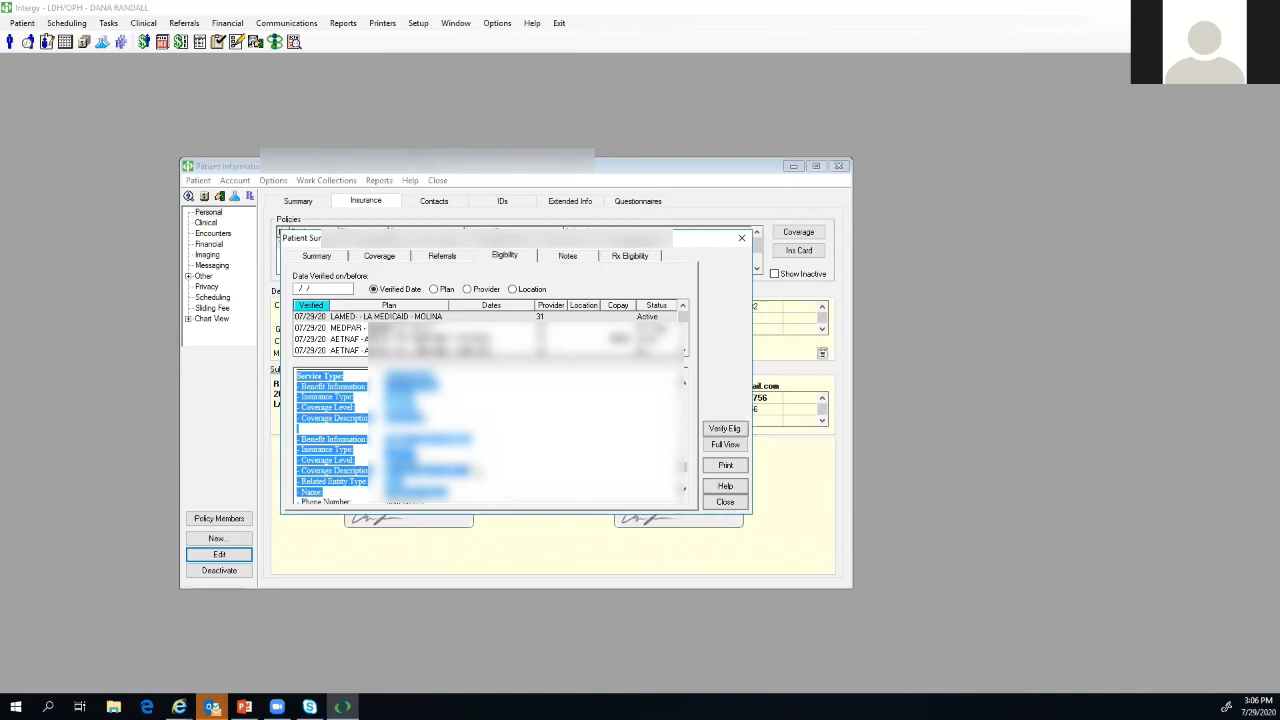 Intergy - LDH/OPH - DANA RANDALL
Patient Scheduling Tasks Clinical Referrals Financial Communications Reports Printers Setup Window Options Help Exit
Patient Informatio
Patient Account Options Work Collections Reports Help Close
Summary Insurance Contacts IDs Extended Info Questionnaires
Personal
Clinical
Encounters
Financial
Imaging
Messaging
Other
Privacy
Scheduling
Sliding Fee
Chart View
Policies
Coverage
Ins Card
Show Inactive
Patient Sur
Summary Coverage Referrals Eligibility Notes Rx Eligibility
Date Verified on/before:
/ / Verified Date Plan Provider Location
Verified Plan Dates Provider Location Copay Status
07/29/20 LAMED- - LA MEDICAID - MOLINA 31 Active
07/29/20 MEDPAR -
07/29/20 AETNAF - A
07/29/20 AETNAF - A
Service Type:
- Benefit Information:
- Insurance Type:
- Coverage Level:
- Coverage Descriptio
- Benefit Information:
- Insurance Type:
- Coverage Level:
- Coverage Descriptio
- Related Entity Type:
- Name:
- Phone Number:
Verify Elig.
Full View
Print
Help
Close
ail.com
756
Policy Members
New...
Edit
Deactivate
3:06 PM
7/29/2020